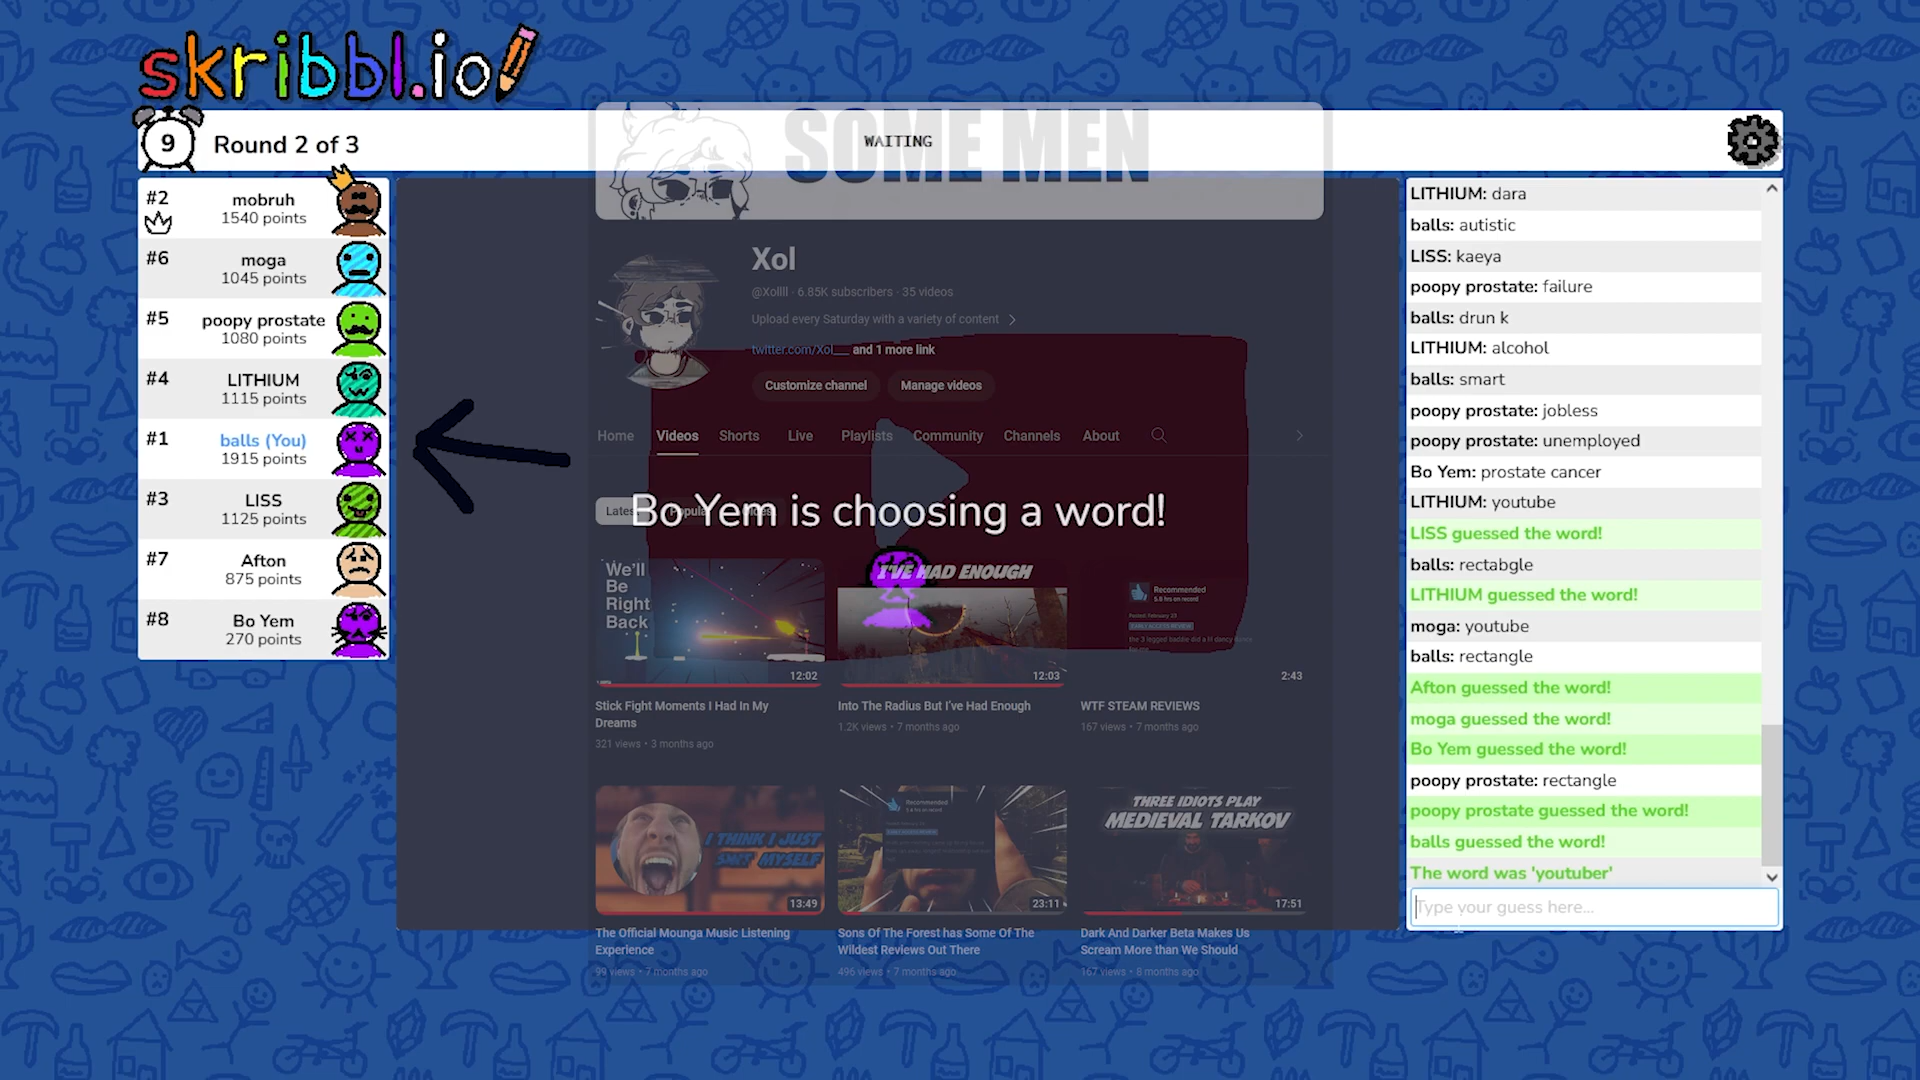 skribbl.io
SOME MEN
9
Round 2 of 3
WAITING
#2
mobruh
1540 points
#6
moga
1045 points
#5
poopy prostate
1080 points
#4
LITHIUM
1115 points
#1
balls (You)
1915 points
#3
LISS
1125 points
#7
Afton
875 points
#8
Bo Yem
270 points
Xol
@Xollll · 6.85K subscribers · 35 videos
Upload every Saturday with a variety of content
twitter.com/Xol___ and 1 more link
Customize channel
Manage videos
Home
Videos
Shorts
Live
Playlists
Community
Channels
About
Bo Yem is choosing a word!
We'll
Be
Right
Back
12:02
I'VE HAD ENOUGH
12:03
Recommended
5.8 hrs on record
EARLY ACCESS REVIEW
2:43
Stick Fight Moments I Had In My
Dreams
321 views • 3 months ago
Into The Radius But I've Had Enough
1.2K views • 7 months ago
WTF STEAM REVIEWS
167 views • 7 months ago
13:49
Recommended
23:11
THREE IDIOTS PLAY
MEDIEVAL TARKOV
17:51
The Official Mounga Music Listening
Experience
99 views • 7 months ago
Sons Of The Forest has Some Of The
Wildest Reviews Out There
496 views • 7 months ago
Dark And Darker Beta Makes Us
Scream More than We Should
167 views • 8 months ago
LITHIUM: dara
balls: autistic
LISS: kaeya
poopy prostate: failure
balls: drun k
LITHIUM: alcohol
balls: smart
poopy prostate: jobless
poopy prostate: unemployed
Bo Yem: prostate cancer
LITHIUM: youtube
LISS guessed the word!
balls: rectabgle
LITHIUM guessed the word!
moga: youtube
balls: rectangle
Afton guessed the word!
moga guessed the word!
Bo Yem guessed the word!
poopy prostate: rectangle
poopy prostate guessed the word!
balls guessed the word!
The word was 'youtuber'
Type your guess here...